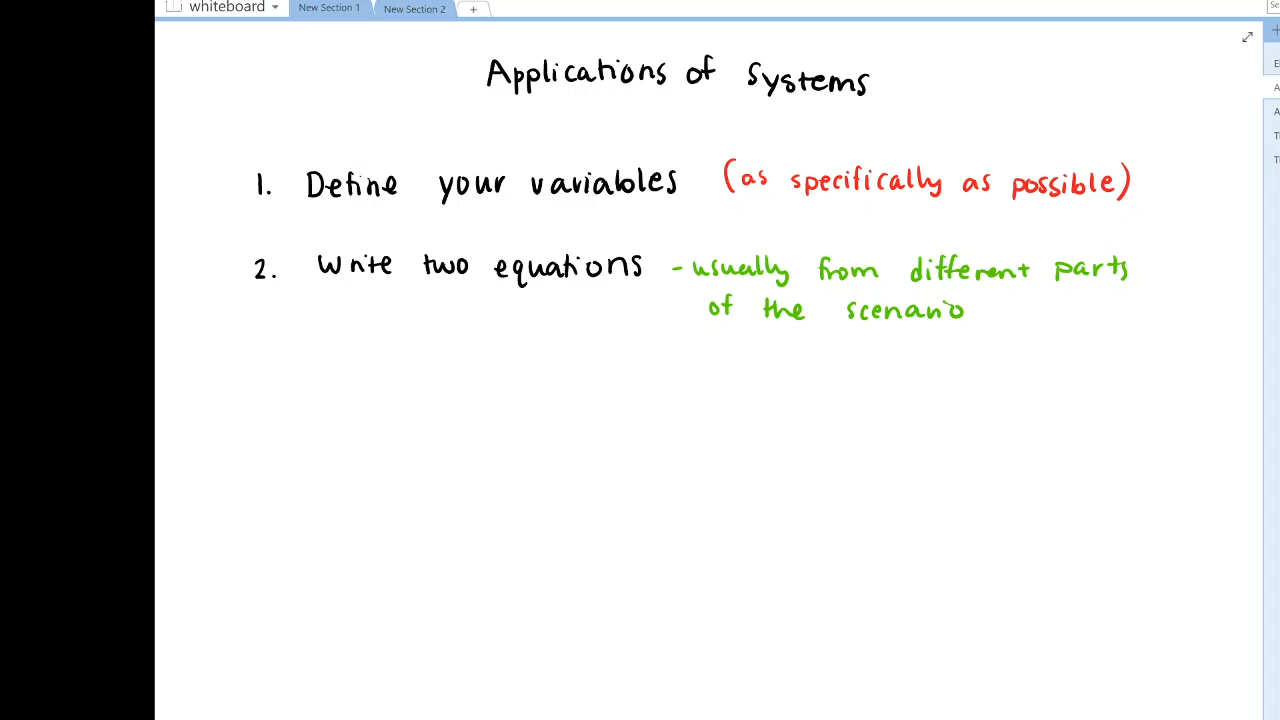 whiteboard New Section 1 New Section 2 +
Applications of Systems
1. Define your variables (as specifically as possible)
2. Write two equations - usually from different parts
of the scenario